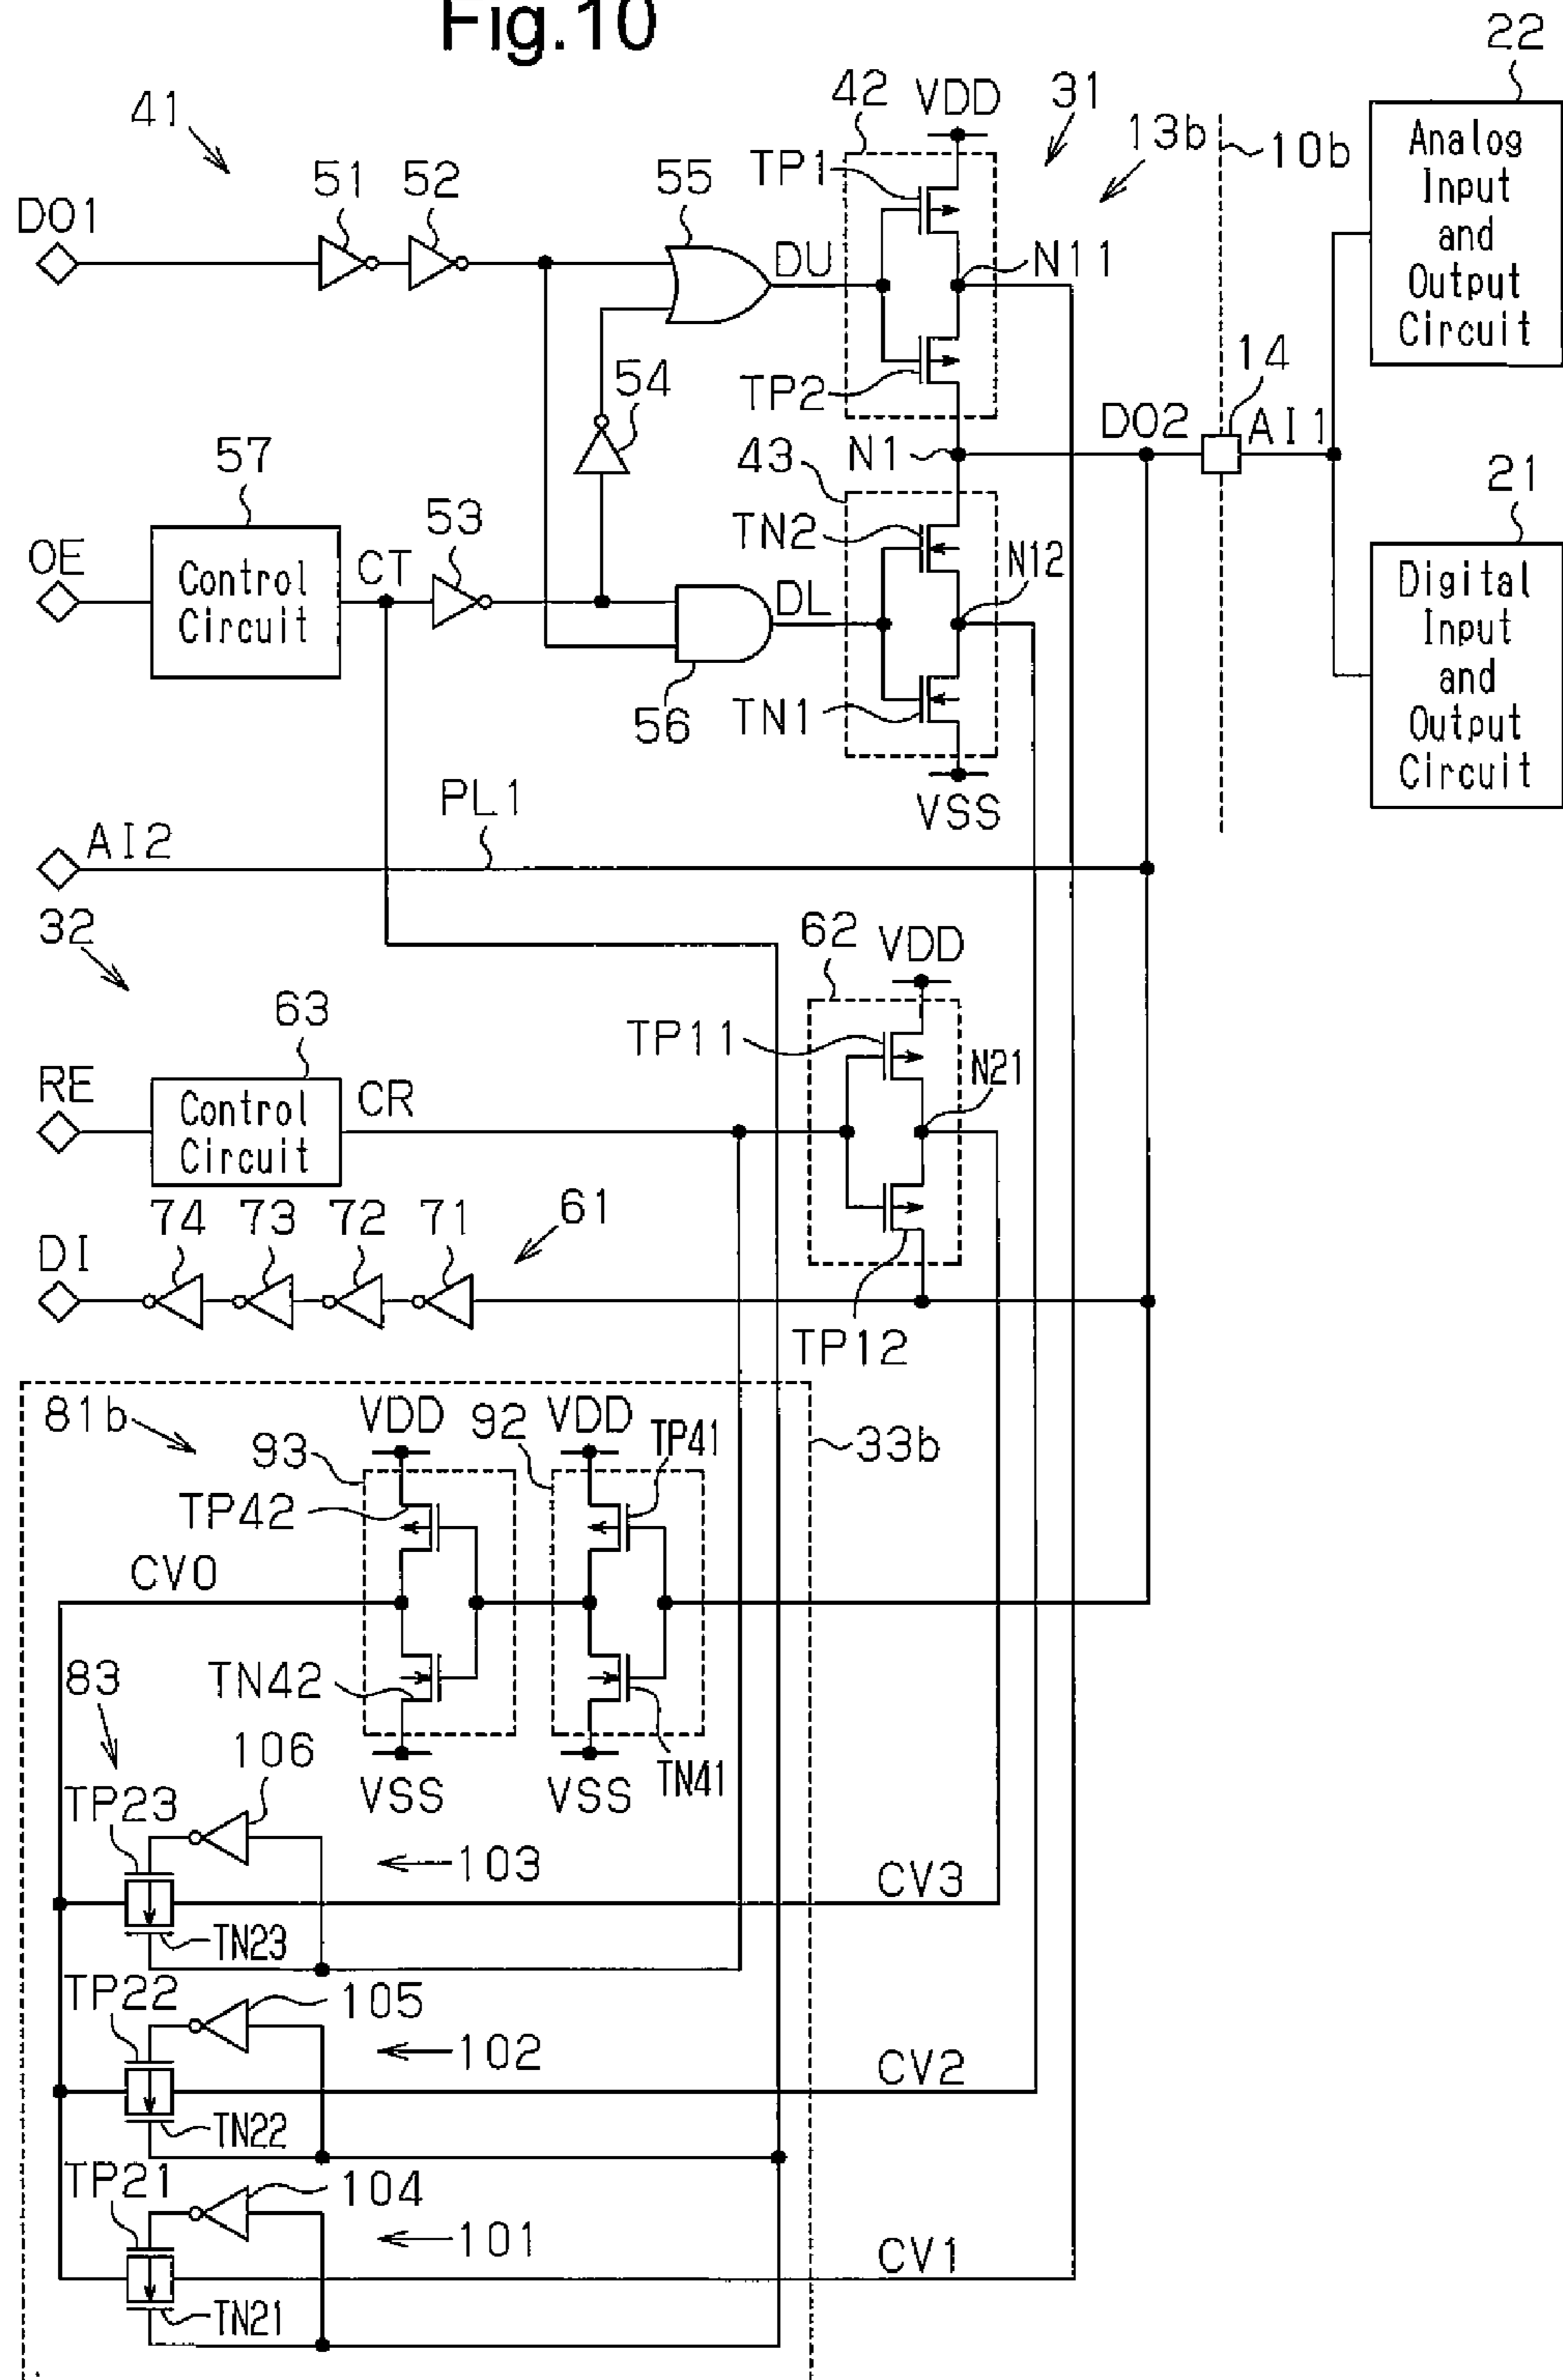 Fig.10
22
41
42
VDD
31
13b
10b
Analog
Input
and
Output
Circuit
TP1
51
52
55
DO1
DU
N11
54
TP2
14
DO2
AI1
57
43
N1
21
53
TN2
OE
Control
Circuit
CT
N12
Digital
Input
and
Output
Circuit
DL
56
TN1
PL1
VSS
AI2
32
62
VDD
63
TP11
N21
RE
Control
Circuit
CR
74
73
72
71
61
DI
TP12
81b
VDD
92
VDD
TP41
93
33b
TP42
CV0
83
TN42
106
VSS
VSS
TN41
TP23
103
CV3
TN23
TP22
105
102
CV2
TN22
TP21
104
101
CV1
TN21